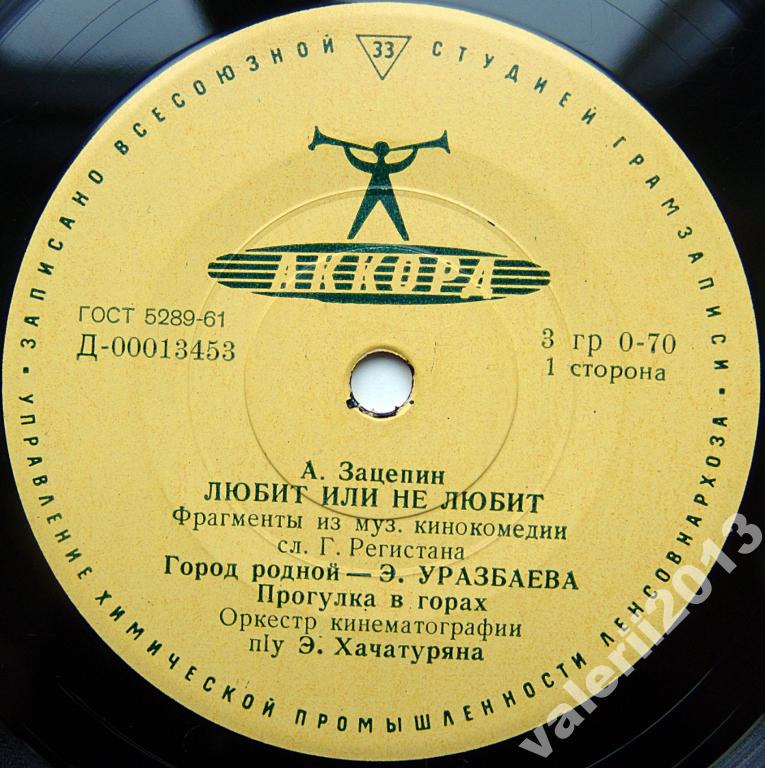 ЗАПИСАНО ВСЕСОЮЗНОЙ 33 СТУДИЕЙ ГРАМЗАПИСИ •
АККОРД
ГОСТ 5289-61
Д-00013453
3 гр 0-70
1 сторона
А. Зацепин
ЛЮБИТ ИЛИ НЕ ЛЮБИТ
Фрагменты из муз. кинокомедии
сл. Г. Регистана
Город родной — Э. УРАЗБАЕВА
Прогулка в горах
Оркестр кинематографии
п/у Э. Хачатуряна
• УПРАВЛЕНИЕ ХИМИЧЕСКОЙ ПРОМЫШЛЕННОСТИ ЛЕНСОВНАРХОЗА
valerii2013